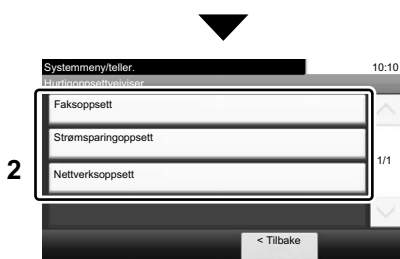 Systemmeny/teller. 10:10
Hurtigoppsettveiviser
Faksoppsett
Strømsparingoppsett
1/1
2
Nettverksoppsett
< Tilbake